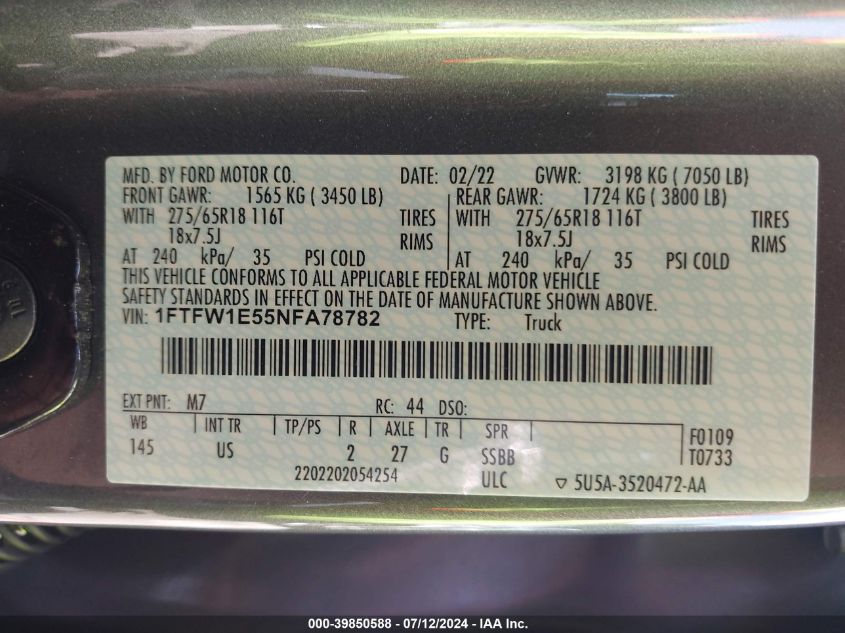 MFD. BY FORD MOTOR CO. DATE: 02/22 GVWR: 3198 KG ( 7050 LB)
FRONT GAWR: 1565 KG ( 3450 LB) REAR GAWR: 1724 KG ( 3800 LB)
WITH 275/65R18 116T TIRES WITH 275/65R18 116T TIRES
18x7.5J RIMS 18x7.5J RIMS
AT 240 kPa/ 35 PSI COLD AT 240 kPa/ 35 PSI COLD
THIS VEHICLE CONFORMS TO ALL APPLICABLE FEDERAL MOTOR VEHICLE
SAFETY STANDARDS IN EFFECT ON THE DATE OF MANUFACTURE SHOWN ABOVE.
VIN: 1FTFW1E55NFA78782 TYPE: Truck
EXT PNT: M7 RC: 44 DSO:
WB INT TR TP/PS R AXLE TR SPR F0109
145 US 2 27 G SSBB T0733
2202202054254 ULC 5U5A-3520472-AA
000-39850588 - 07/12/2024 - IAA Inc.